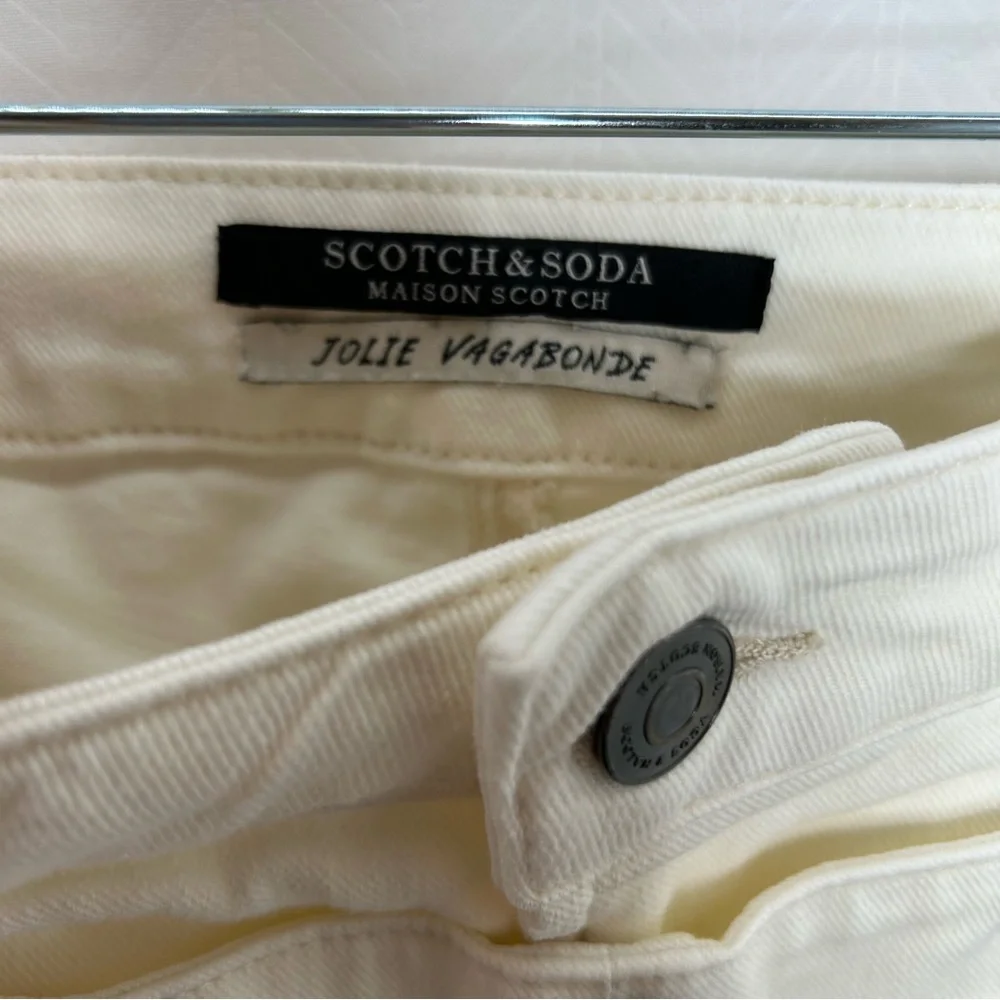 SCOTCH & SODA
MAISON SCOTCH
JOLIE VAGABONDE